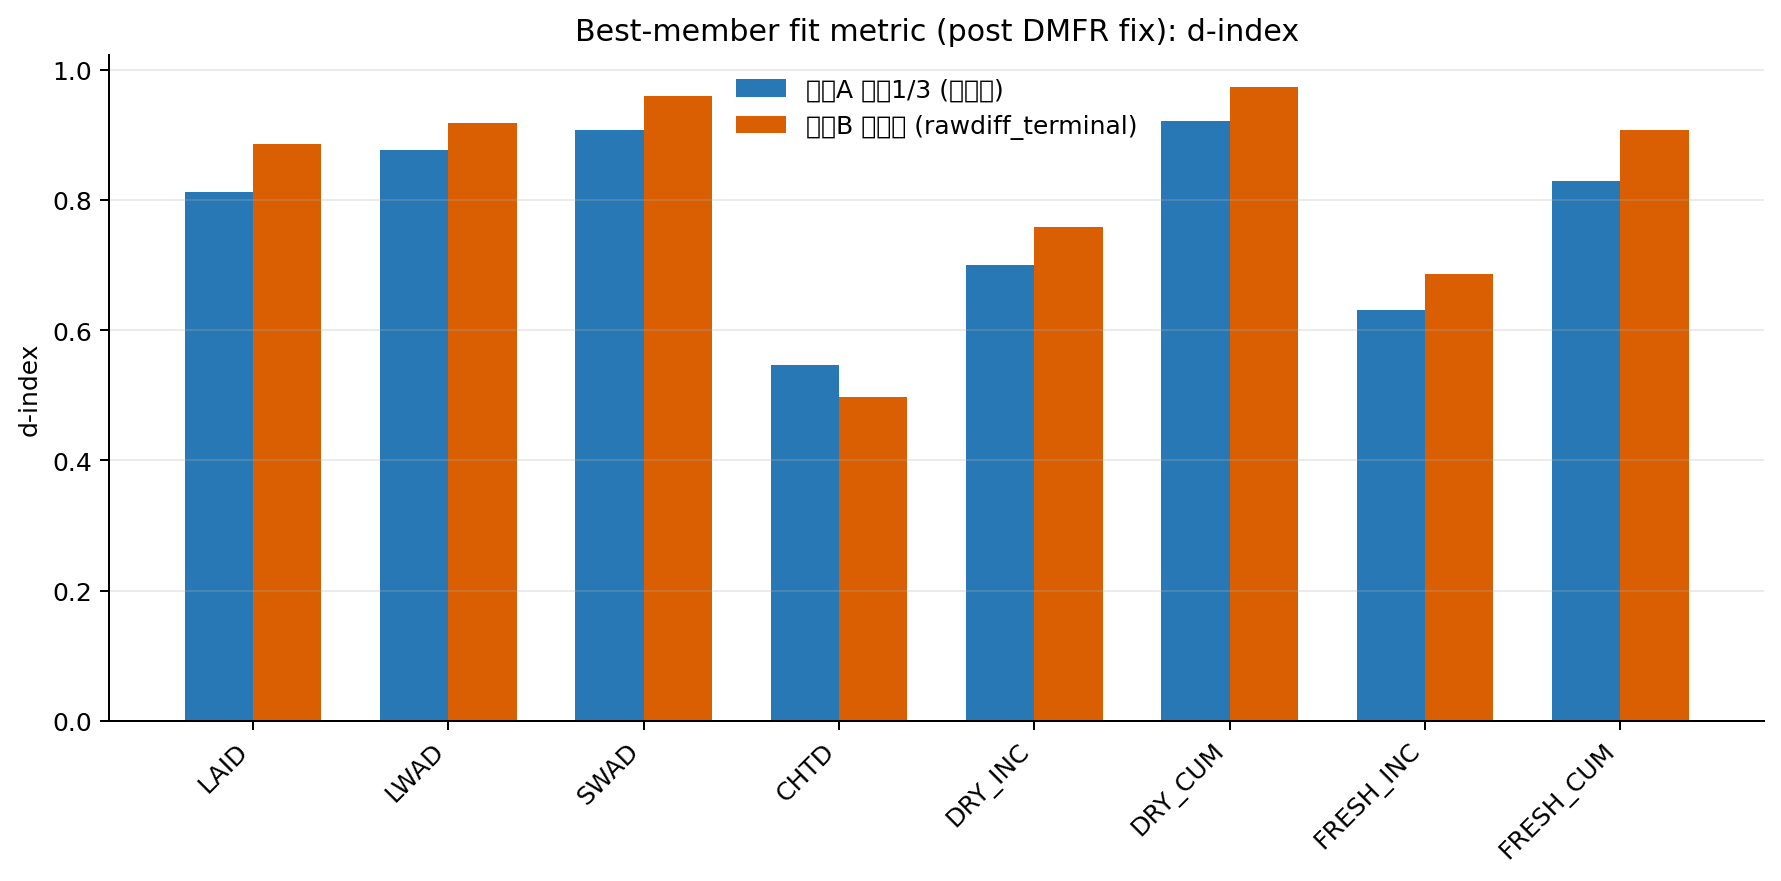 Best-member fit metric (post DMFR fix): d-index
A 1/3
B (rawdiff_terminal)
d-index
1.0
0.8
0.6
0.4
0.2
0.0
LAID
LWAD
SWAD
CHTD
DRY_INC
DRY_CUM
FRESH_INC
FRESH_CUM